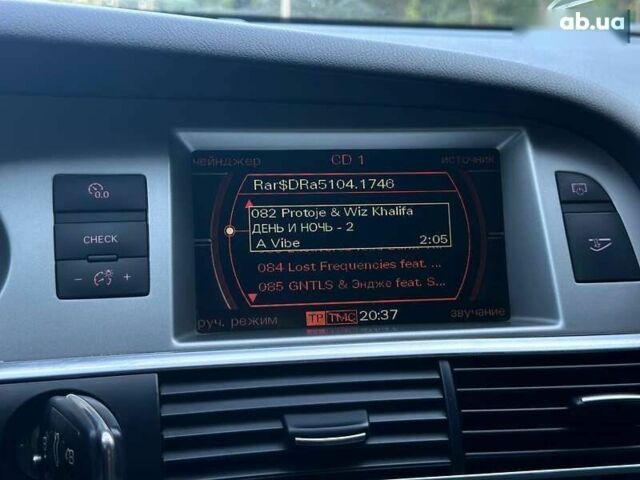 ab.ua
чейнджер CD 1 источник
Rar$DRa5104.1746
082 Protoje & Wiz Khalifa
ДЕНЬ И НОЧЬ - 2
A Vibe 2:05
084 Lost Frequencies feat. ...
085 GNTLS & Эндже feat. S...
руч. режим TP TMC 20:37 звучание
0.0
CHECK
- +